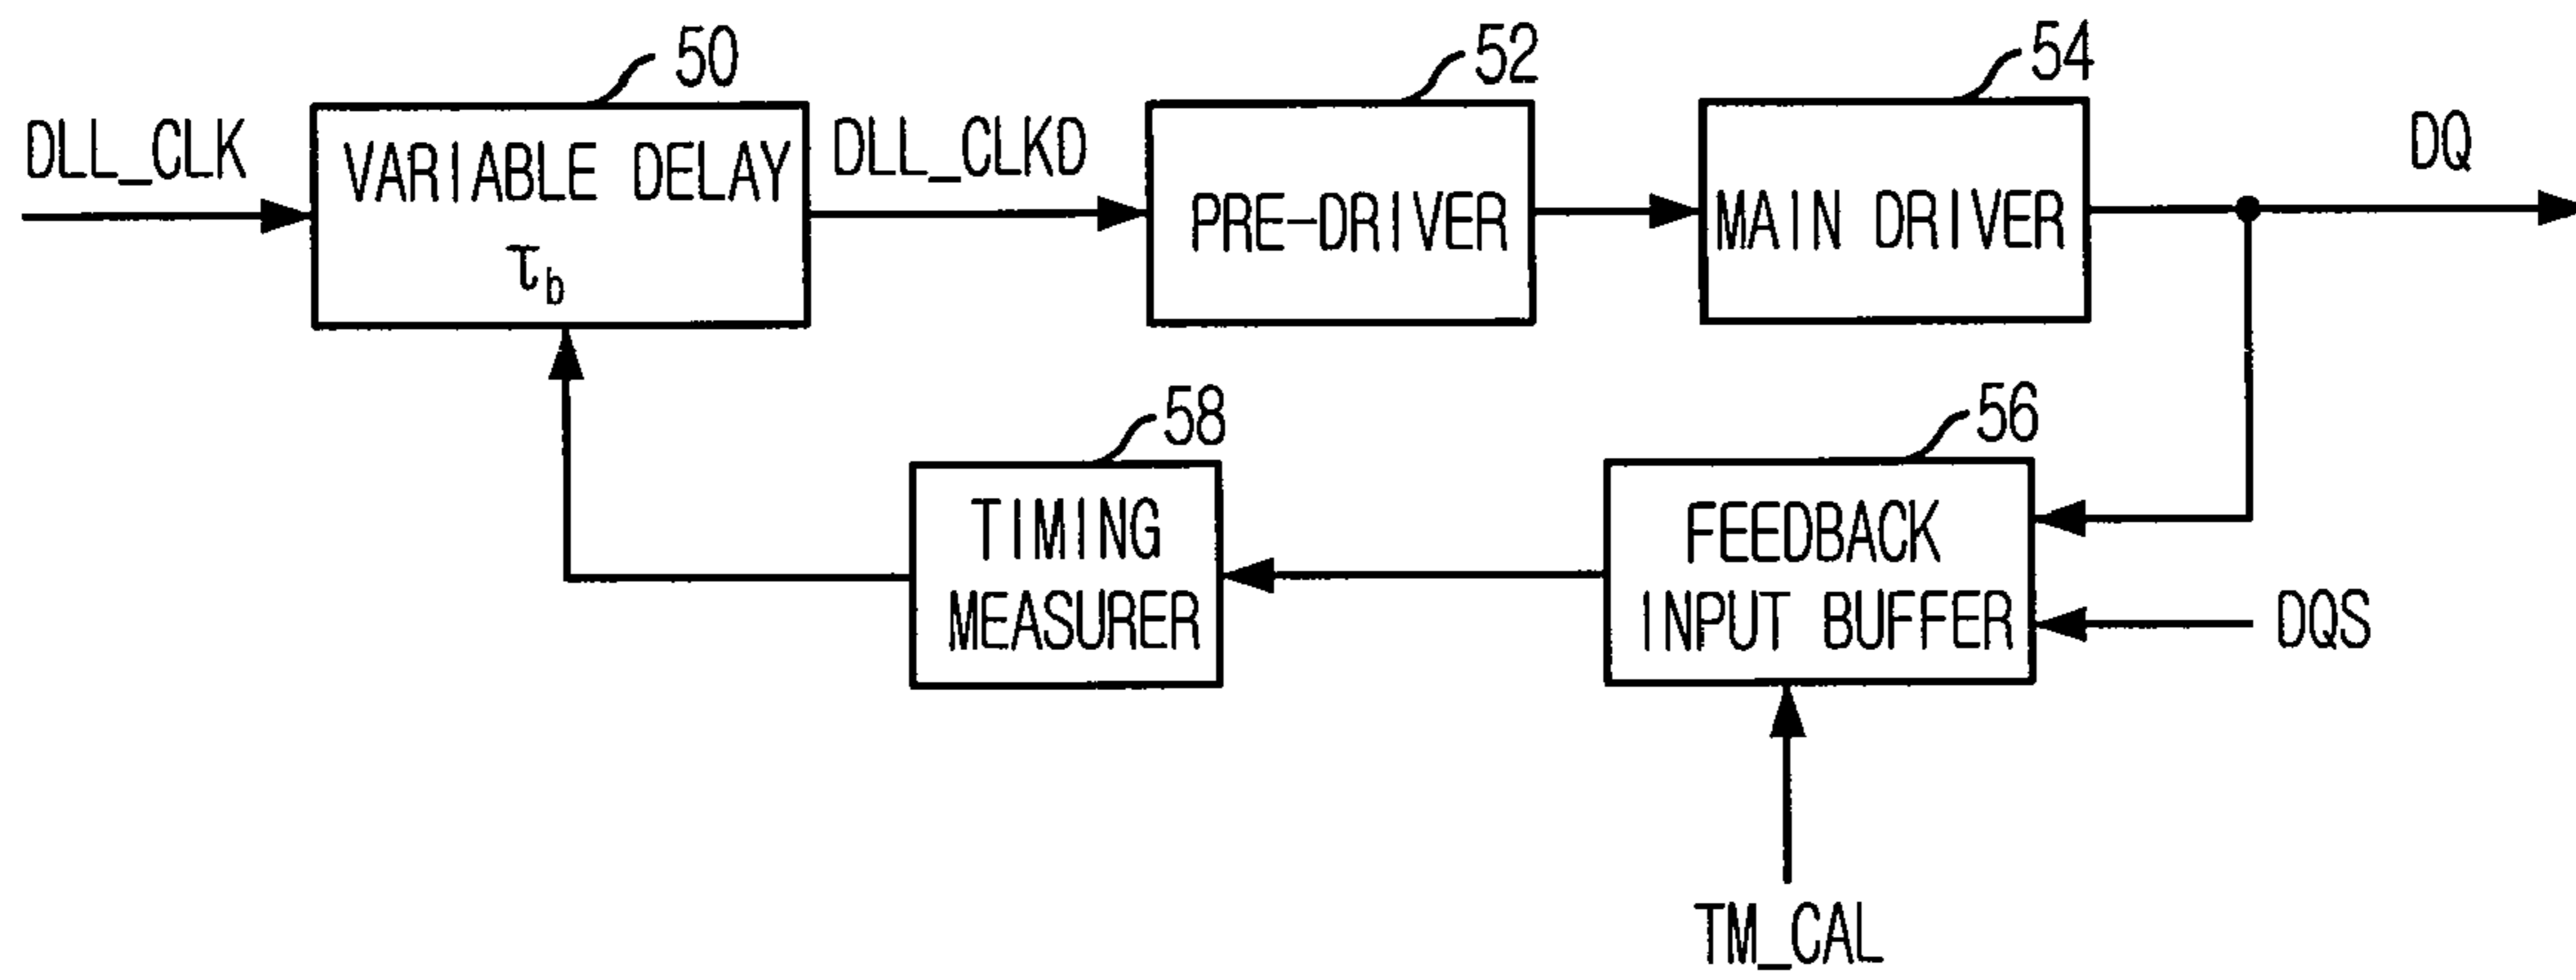 50
52
54
DLL_CLK
VARIABLE DELAY
τb
DLL_CLKD
PRE-DRIVER
MAIN DRIVER
DQ
58
56
TIMING
MEASURER
FEEDBACK
INPUT BUFFER
DQS
TM_CAL